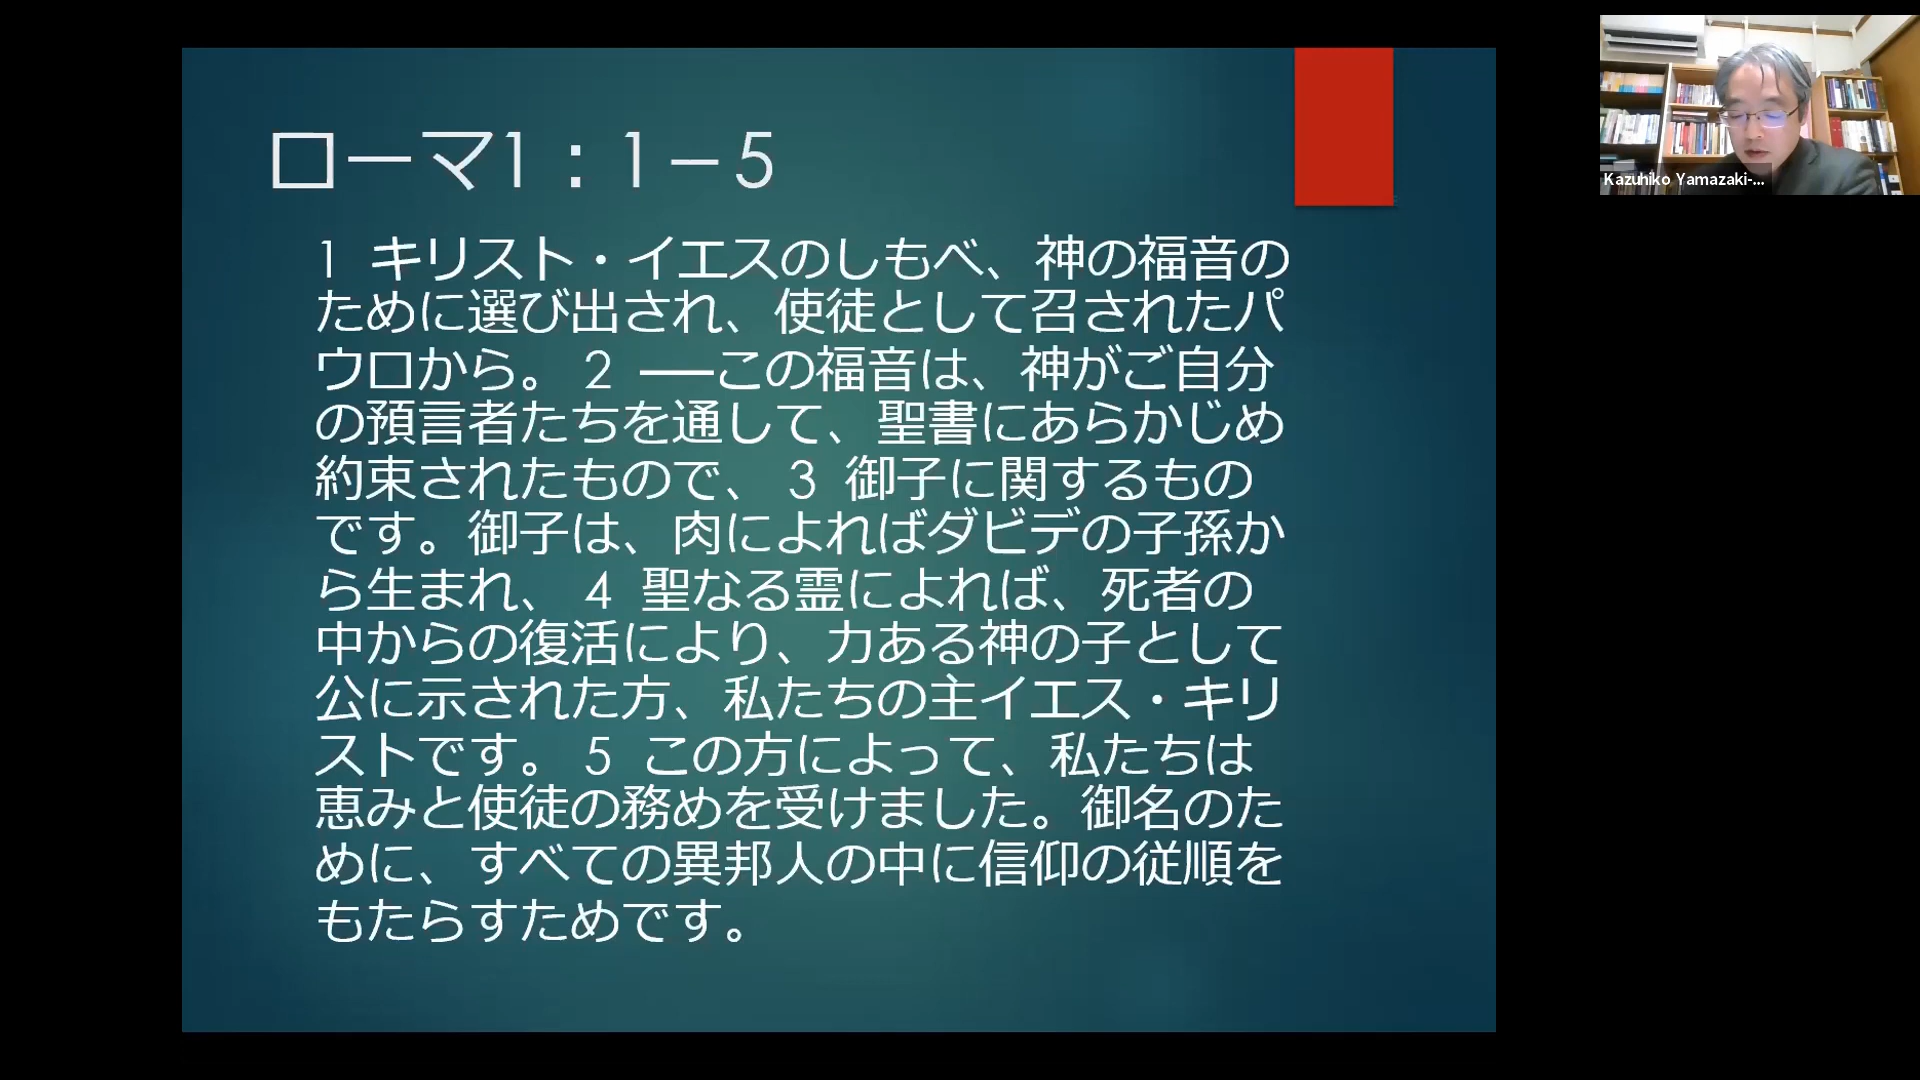 ローマ1：1－5
1 キリスト・イエスのしもべ、神の福音の
ために選び出され、使徒として召されたパ
ウロから。 2 ──この福音は、神がご自分
の預言者たちを通して、聖書にあらかじめ
約束されたもので、 3 御子に関するもの
です。御子は、肉によればダビデの子孫か
ら生まれ、 4 聖なる霊によれば、死者の
中からの復活により、力ある神の子として
公に示された方、私たちの主イエス・キリ
ストです。 5 この方によって、私たちは
恵みと使徒の務めを受けました。御名のた
めに、すべての異邦人の中に信仰の従順を
もたらすためです。
Kazuhiko Yamazaki-...